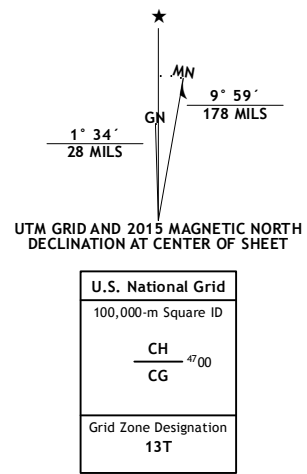 ★
MN
GN
9° 59´
178 MILS
1° 34´
28 MILS
UTM GRID AND 2015 MAGNETIC NORTH
DECLINATION AT CENTER OF SHEET
U.S. National Grid
100,000-m Square ID
CH
4700
CG
Grid Zone Designation
13T